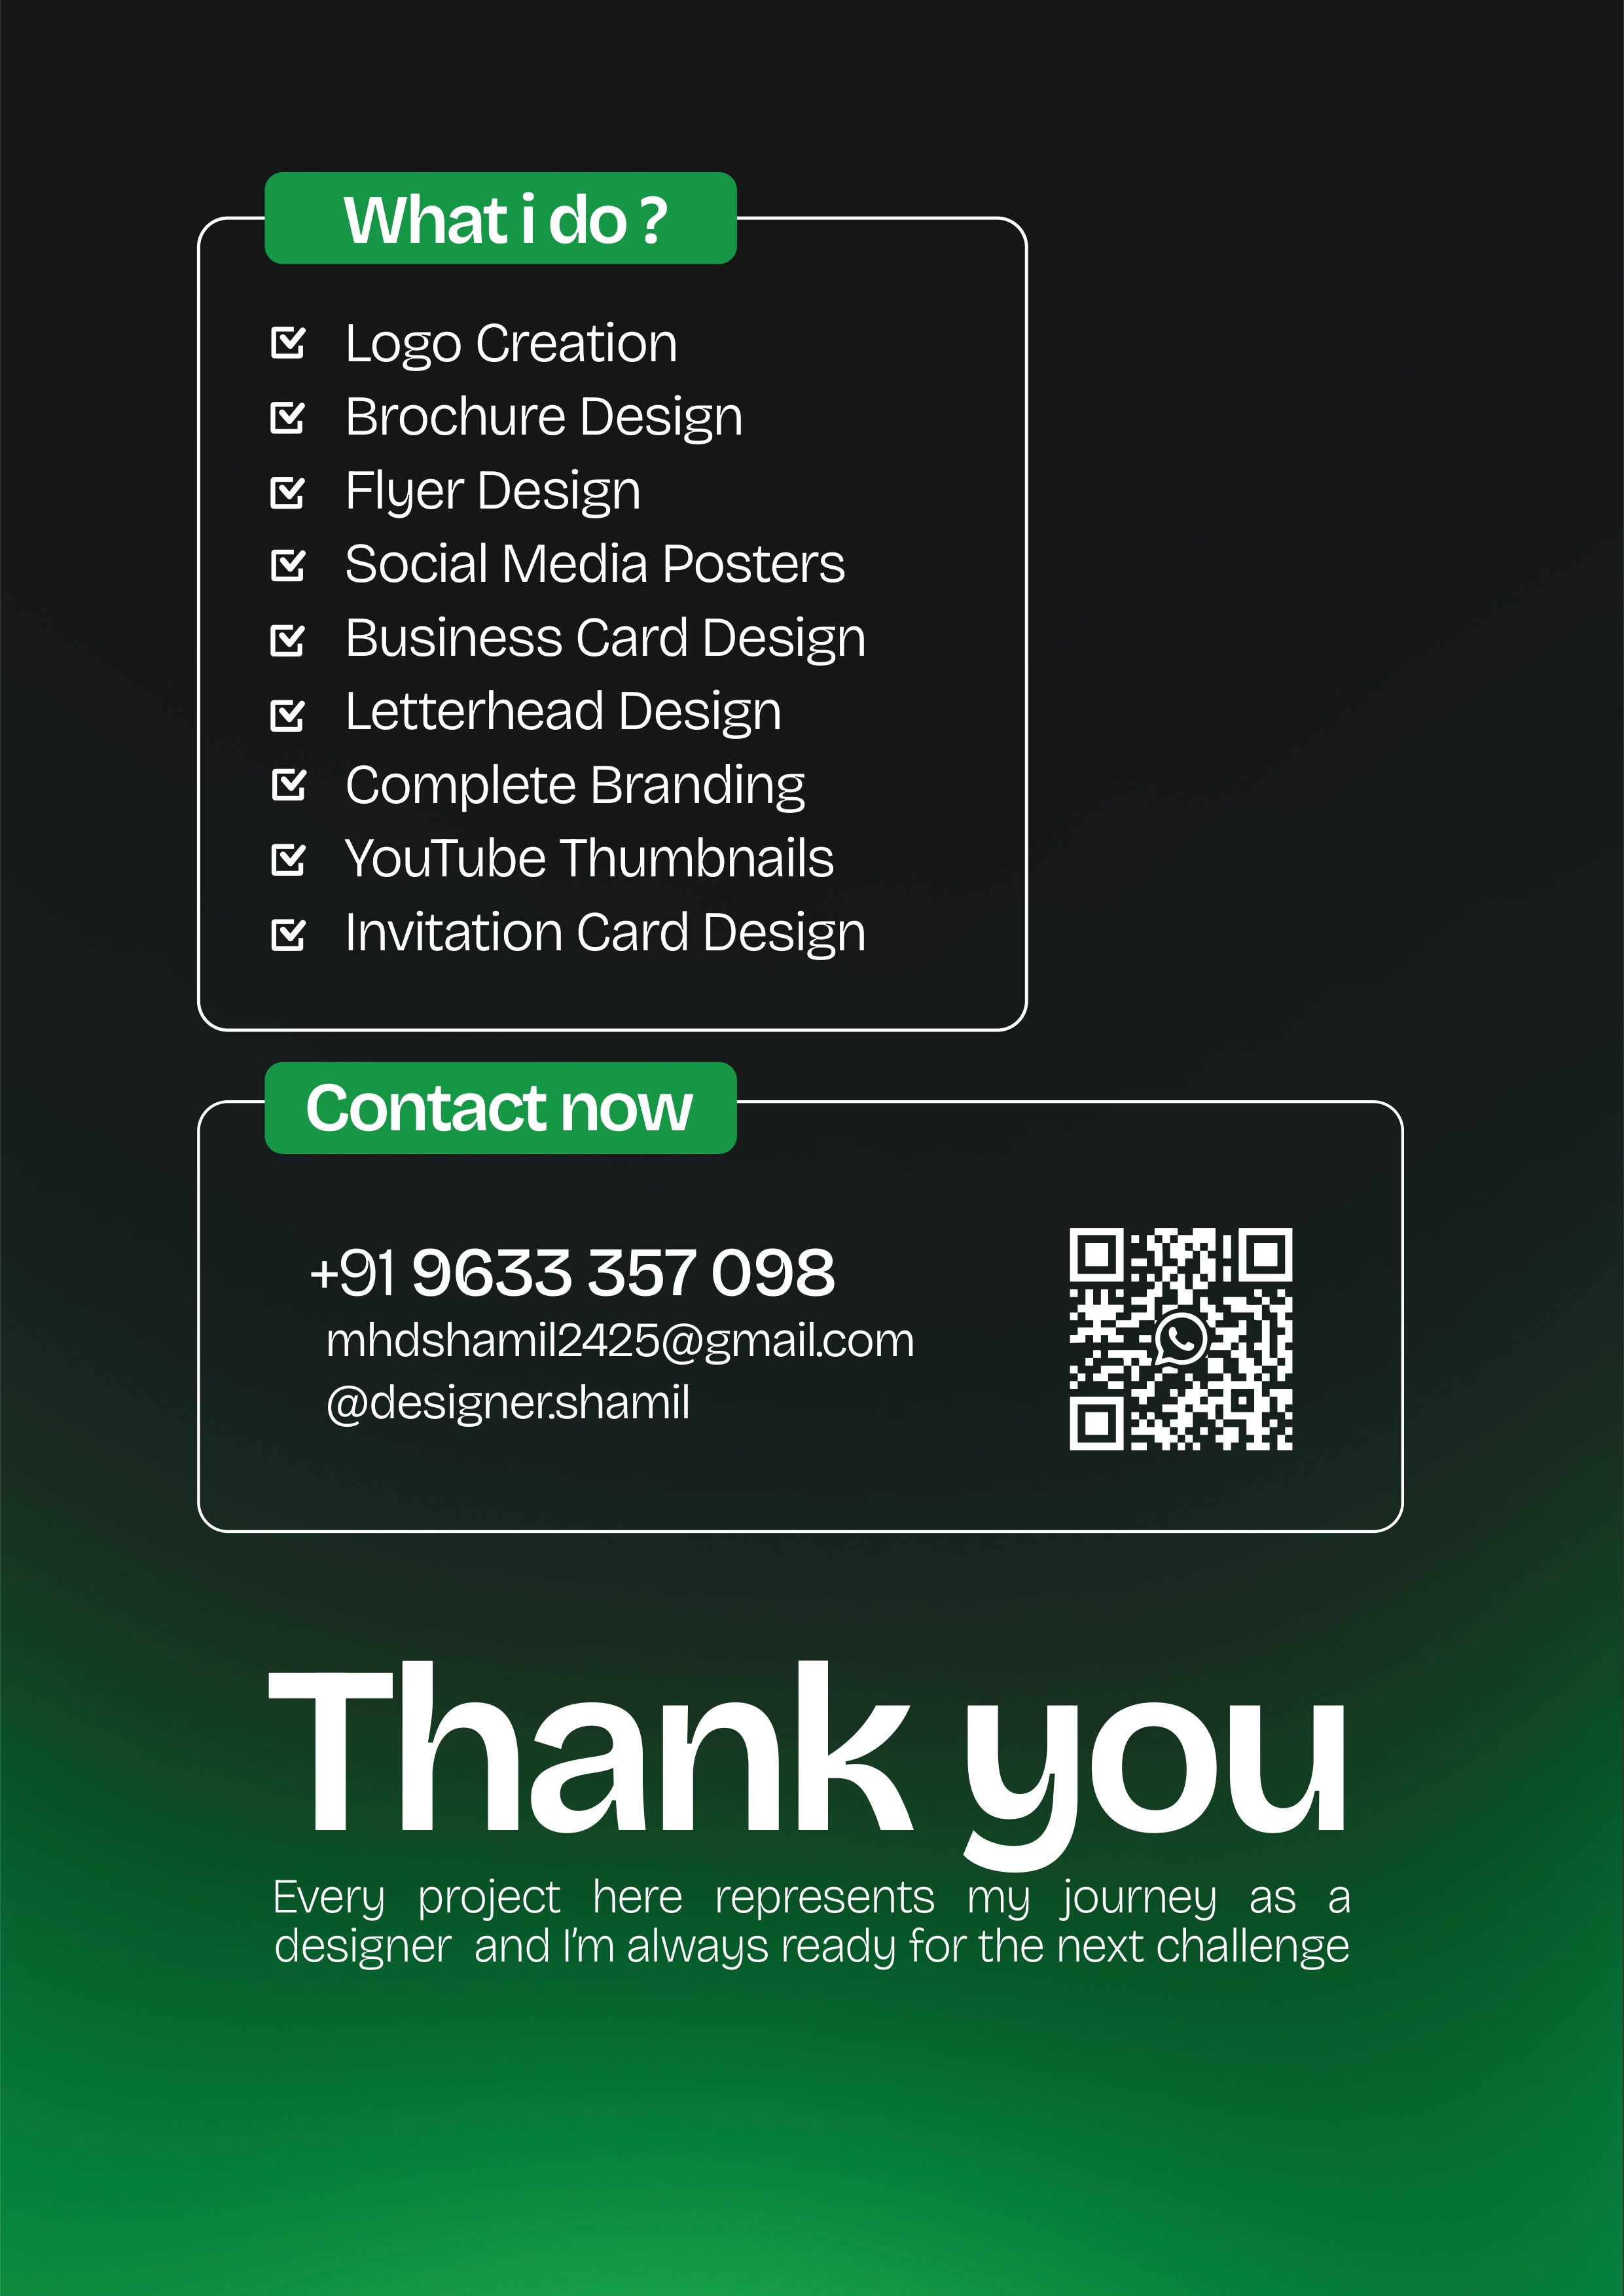 What i do ?
Logo Creation
Brochure Design
Flyer Design
Social Media Posters
Business Card Design
Letterhead Design
Complete Branding
YouTube Thumbnails
Invitation Card Design
Contact now
+91 9633 357 098
mhdshamil2425@gmail.com
@designer.shamil
Thank you
Every project here represents my journey as a
designer and I'm always ready for the next challenge